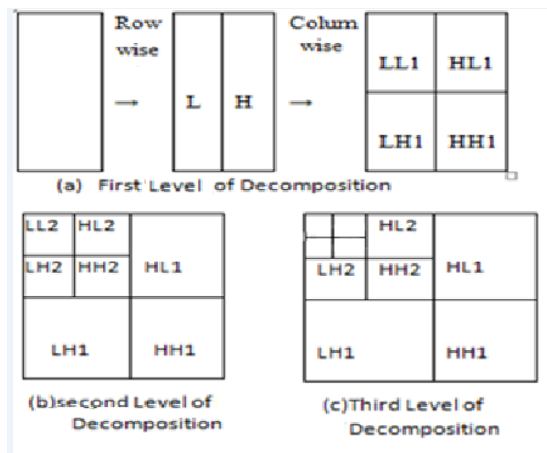 Row wise
Colum wise
→
L H
→
LL1 HL1
LH1 HH1
(a) First Level of Decomposition
LL2 HL2
LH2 HH2 HL1
LH1 HH1
(b)second Level of
Decomposition
HL2
LH2 HH2 HL1
LH1 HH1
(c)Third Level of
Decomposition